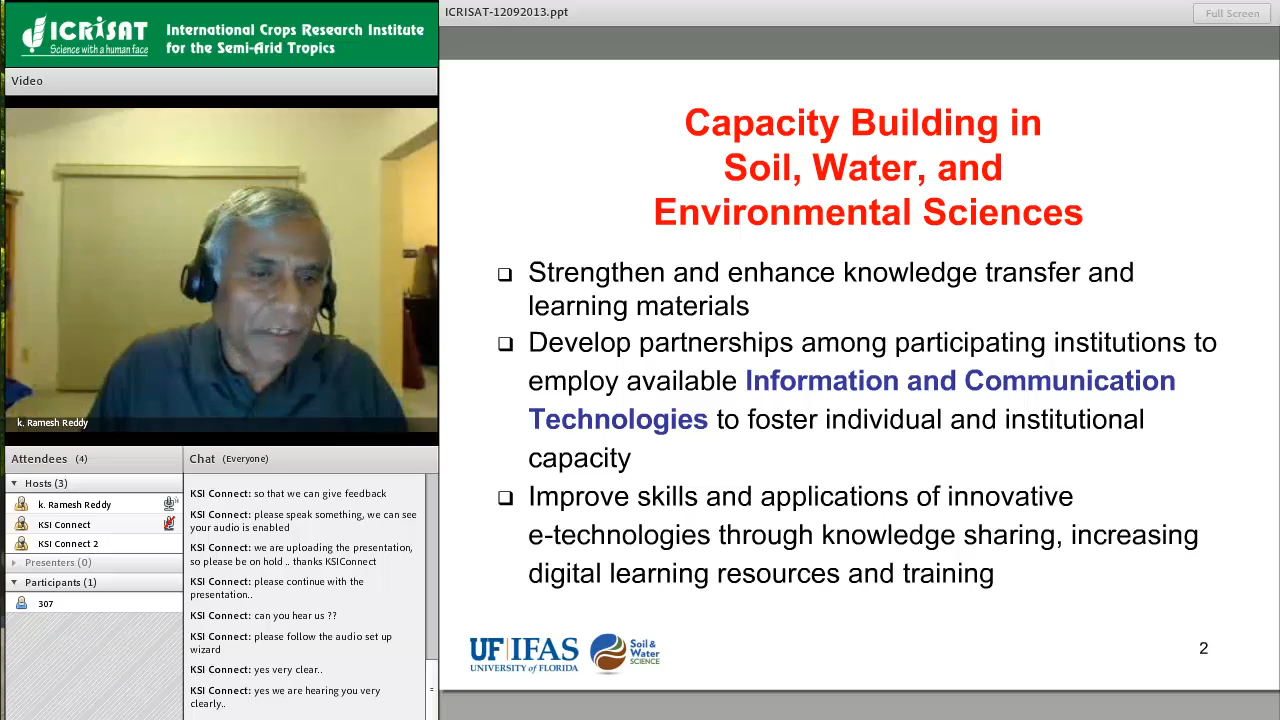 ICRISAT
Science with a human face
International Crops Research Institute
for the Semi-Arid Tropics
Video
k. Ramesh Reddy
Attendees (4)
Hosts (3)
k. Ramesh Reddy
KSI Connect
KSI Connect 2
Presenters (0)
Participants (1)
307
Chat (Everyone)
KSI Connect: so that we can give feedback
KSI Connect: please speak something, we can see
your audio is enabled
KSI Connect: we are uploading the presentation,
so please be on hold .. thanks KSIConnect
KSI Connect: please continue with the
presentation..
KSI Connect: can you hear us ??
KSI Connect: please follow the audio set up
wizard
KSI Connect: yes very clear..
KSI Connect: yes we are hearing you very
clearly..
ICRISAT-12092013.ppt
Full Screen
Capacity Building in
Soil, Water, and
Environmental Sciences
Strengthen and enhance knowledge transfer and
learning materials
Develop partnerships among participating institutions to
employ available Information and Communication
Technologies to foster individual and institutional
capacity
Improve skills and applications of innovative
e-technologies through knowledge sharing, increasing
digital learning resources and training
UF IFAS
UNIVERSITY of FLORIDA
Soil &
Water
SCIENCE
2